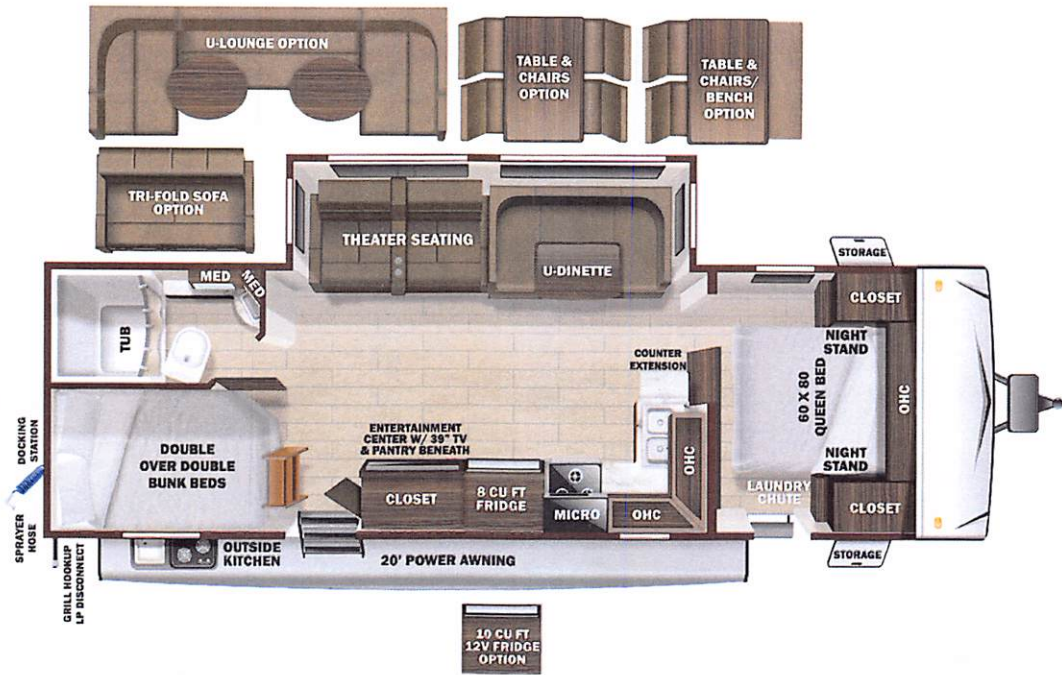 U-LOUNGE OPTION
TABLE &
CHAIRS
OPTION
TABLE &
CHAIRS/
BENCH
OPTION
TRI-FOLD SOFA
OPTION
THEATER SEATING
U-DINETTE
MED
MED
TUB
STORAGE
CLOSET
NIGHT
STAND
COUNTER
EXTENSION
60 X 80
QUEEN BED
OHC
DOCKING
STATION
SPRAYER
HOSE
DOUBLE
OVER DOUBLE
BUNK BEDS
ENTERTAINMENT
CENTER W/ 39" TV
& PANTRY BENEATH
CLOSET
8 CU FT
FRIDGE
MICRO
OHC
OHC
NIGHT
STAND
LAUNDRY
CHUTE
CLOSET
STORAGE
GRILL HOOKUP
LP DISCONNECT
OUTSIDE
KITCHEN
20' POWER AWNING
10 CU FT
12V FRIDGE
OPTION